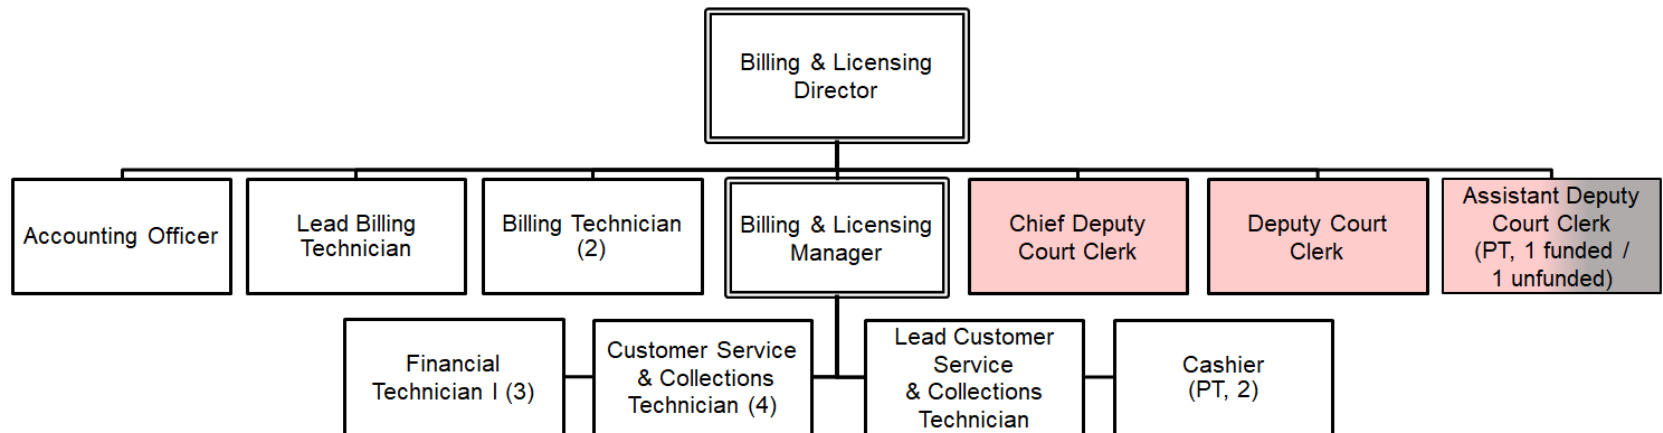 Billing & Licensing
Director
Accounting Officer
Lead Billing
Technician
Billing Technician
(2)
Billing & Licensing
Manager
Chief Deputy
Court Clerk
Deputy Court
Clerk
Assistant Deputy
Court Clerk
(PT, 1 funded /
1 unfunded)
Financial
Technician I (3)
Customer Service
& Collections
Technician (4)
Lead Customer
Service
& Collections
Technician
Cashier
(PT, 2)